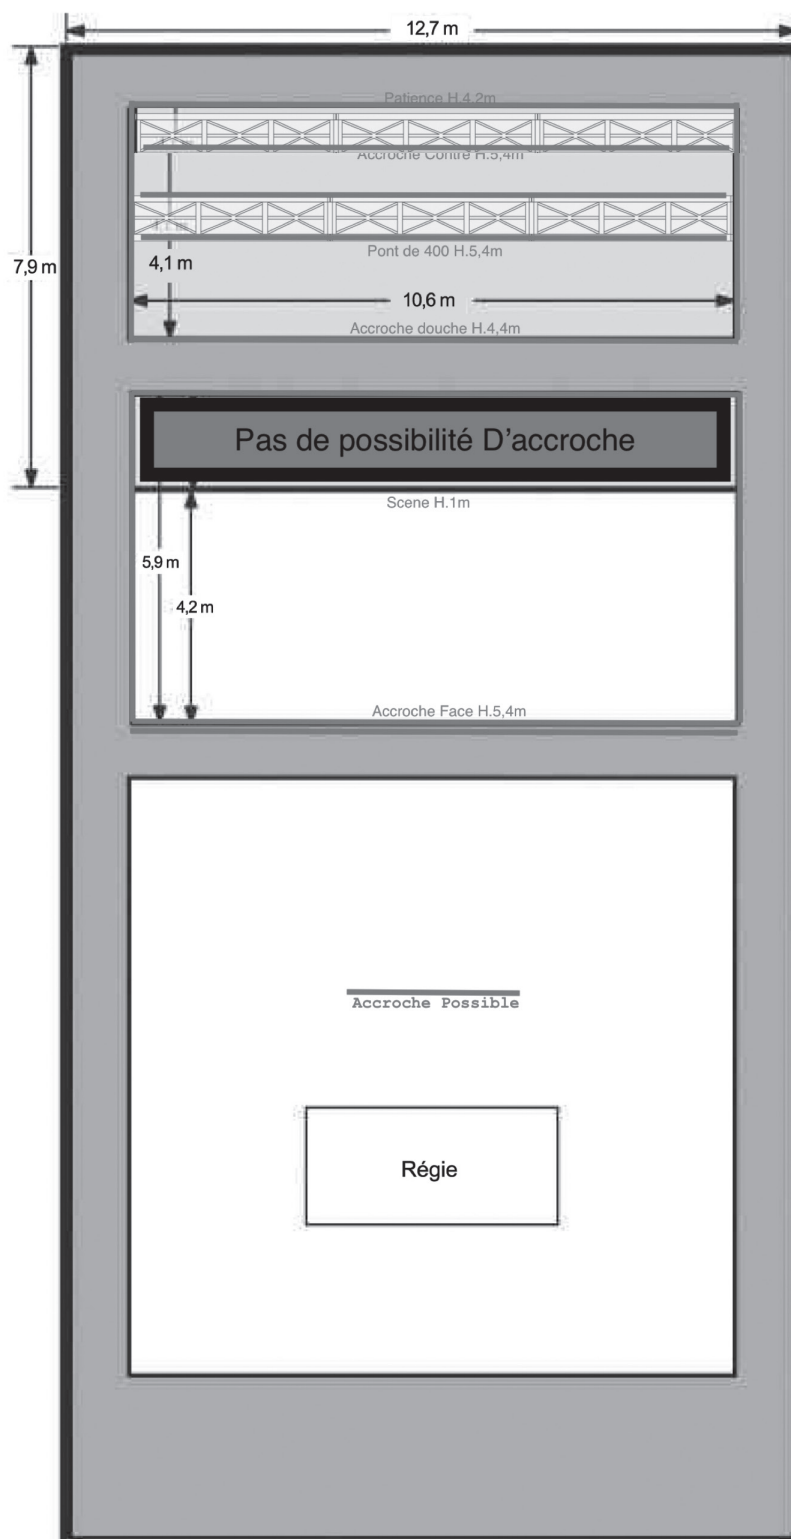 12,7 m
Patience H.4,2m
Accroche Contre H.5,4m
7,9 m
Pont de 400 H.5,4m
4,1 m
10,6 m
Accroche douche H.4,4m
Pas de possibilité D'accroche
Scene H.1m
5,9 m
4,2 m
Accroche Face H.5,4m
Accroche Possible
Régie